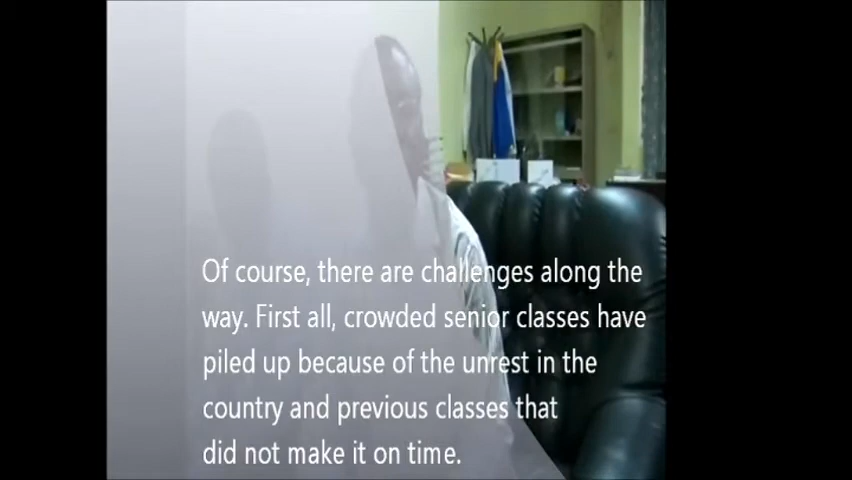 Of course, there are challenges along the
way. First all, crowded senior classes have
piled up because of the unrest in the
country and previous classes that
did not make it on time.